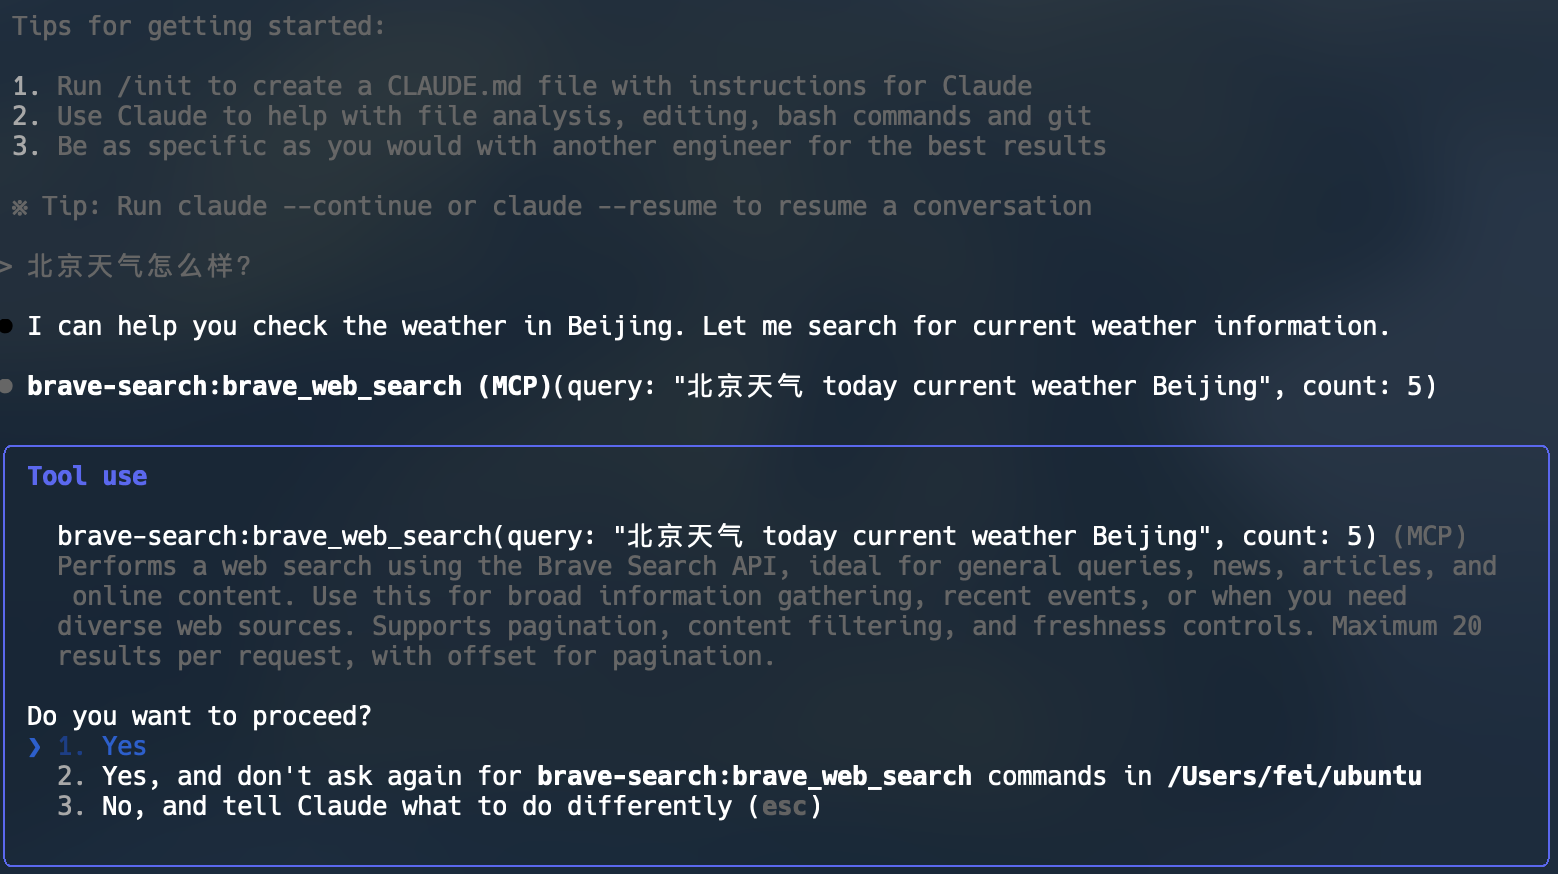 Tips for getting started:
1. Run /init to create a CLAUDE.md file with instructions for Claude
2. Use Claude to help with file analysis, editing, bash commands and git
3. Be as specific as you would with another engineer for the best results
※ Tip: Run claude --continue or claude --resume to resume a conversation
> 北京天气怎么样?
● I can help you check the weather in Beijing. Let me search for current weather information.
● brave-search:brave_web_search (MCP)(query: "北京天气 today current weather Beijing", count: 5)
Tool use
brave-search:brave_web_search(query: "北京天气 today current weather Beijing", count: 5) (MCP)
Performs a web search using the Brave Search API, ideal for general queries, news, articles, and
online content. Use this for broad information gathering, recent events, or when you need
diverse web sources. Supports pagination, content filtering, and freshness controls. Maximum 20
results per request, with offset for pagination.
Do you want to proceed?
❯ 1. Yes
2. Yes, and don't ask again for brave-search:brave_web_search commands in /Users/fei/ubuntu
3. No, and tell Claude what to do differently (esc)